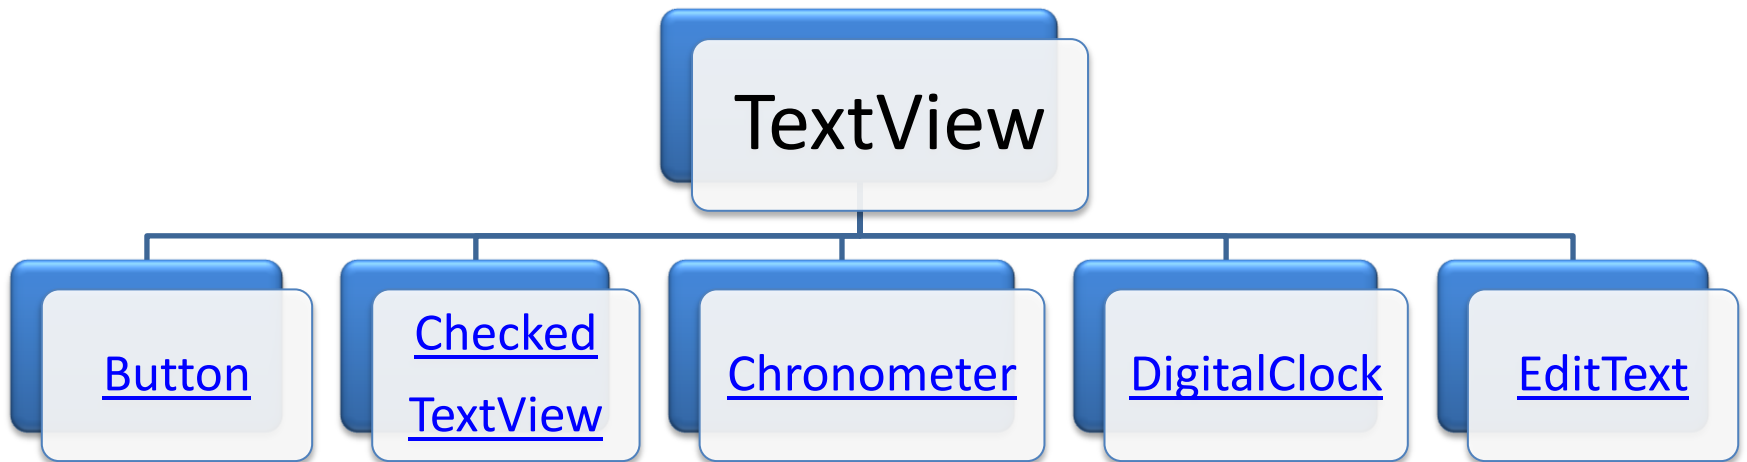 TextView
Button
Checked
TextView
Chronometer
DigitalClock
EditText